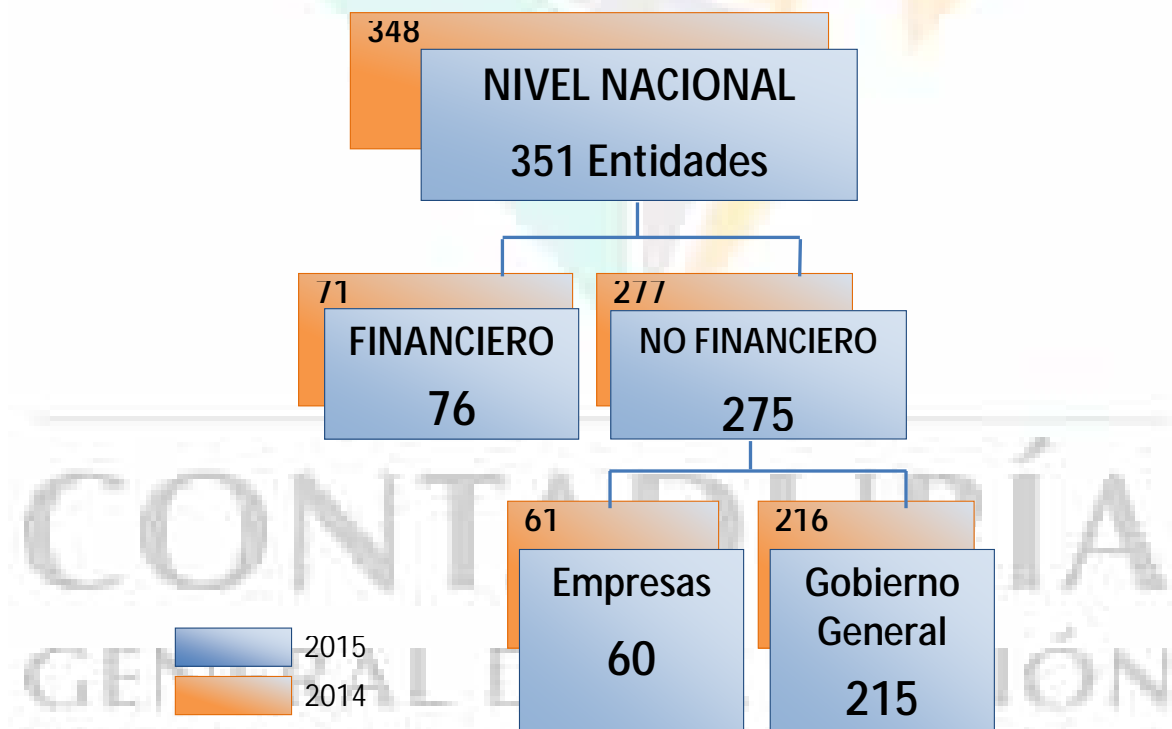 348
NIVEL NACIONAL
351 Entidades
71
FINANCIERO
76
277
NO FINANCIERO
275
61
Empresas
60
216
Gobierno
General
215
2015
2014
CONTADURÍA
GENERAL DE LA NACIÓN